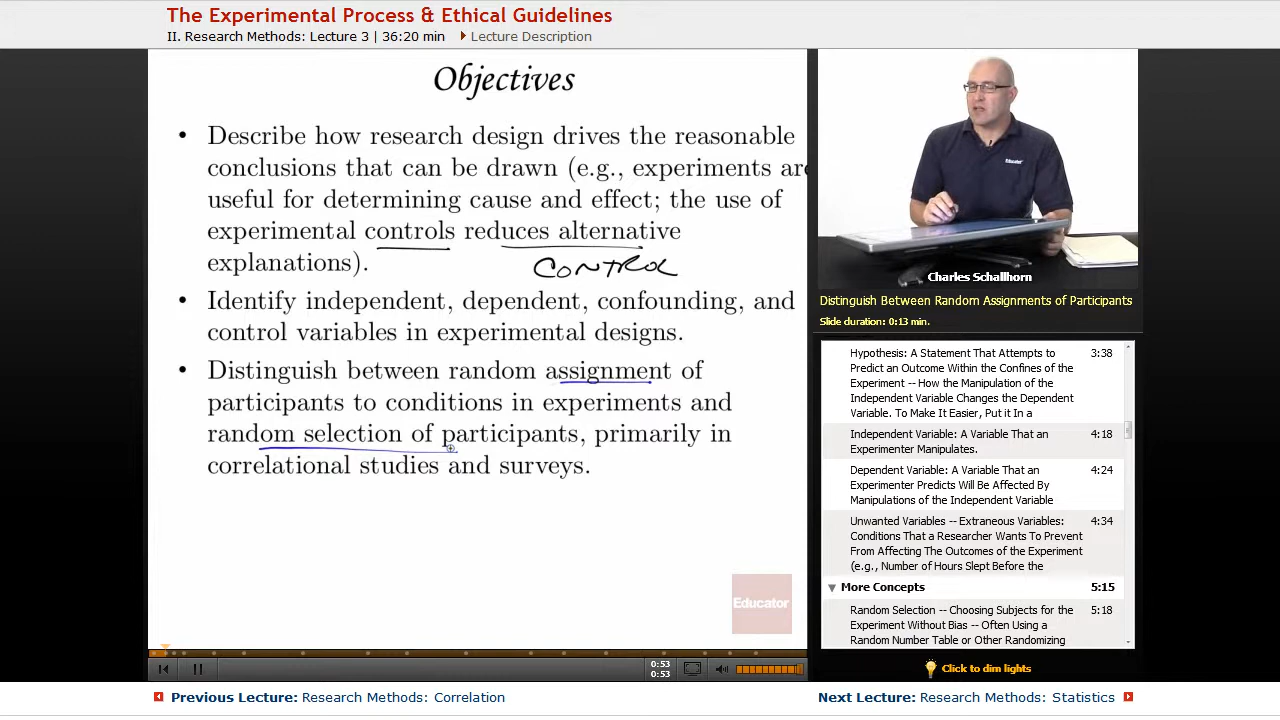 The Experimental Process & Ethical Guidelines
II. Research Methods: Lecture 3 | 36:20 min
Lecture Description
Objectives
• Describe how research design drives the reasonable
conclusions that can be drawn (e.g., experiments are
useful for determining cause and effect; the use of
experimental controls reduces alternative
explanations).
CONTROL
• Identify independent, dependent, confounding, and
control variables in experimental designs.
• Distinguish between random assignment of
participants to conditions in experiments and
random selection of participants, primarily in
correlational studies and surveys.
Educator
Educator
Charles Schallhorn
Distinguish Between Random Assignments of Participants
Slide duration: 0:13 min.
Hypothesis: A Statement That Attempts to 3:38
Predict an Outcome Within the Confines of the
Experiment -- How the Manipulation of the
Independent Variable Changes the Dependent
Variable. To Make It Easier, Put it In a
Independent Variable: A Variable That an 4:18
Experimenter Manipulates.
Dependent Variable: A Variable That an 4:24
Experimenter Predicts Will Be Affected By
Manipulations of the Independent Variable
Unwanted Variables -- Extraneous Variables: 4:34
Conditions That a Researcher Wants To Prevent
From Affecting The Outcomes of the Experiment
(e.g., Number of Hours Slept Before the
More Concepts 5:15
Random Selection -- Choosing Subjects for the 5:18
Experiment Without Bias -- Often Using a
Random Number Table or Other Randomizing
0:53
0:53
Click to dim lights
Previous Lecture: Research Methods: Correlation
Next Lecture: Research Methods: Statistics